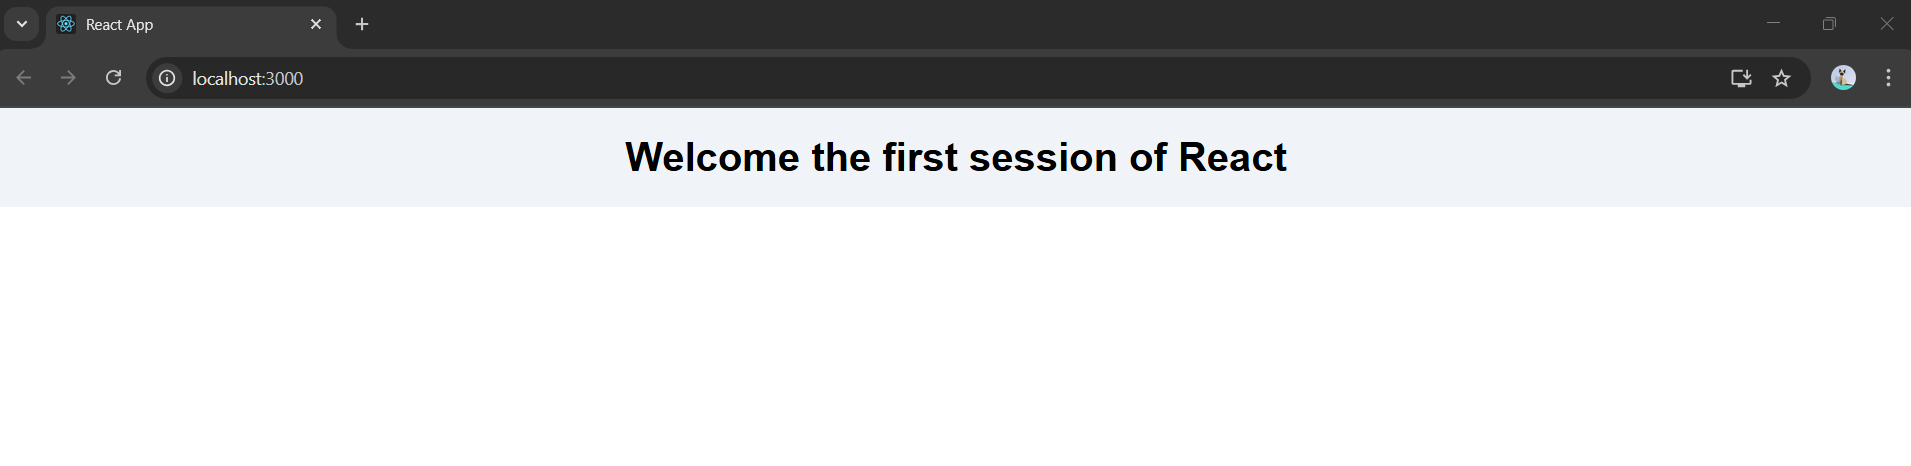 React App
localhost:3000
Welcome the first session of React